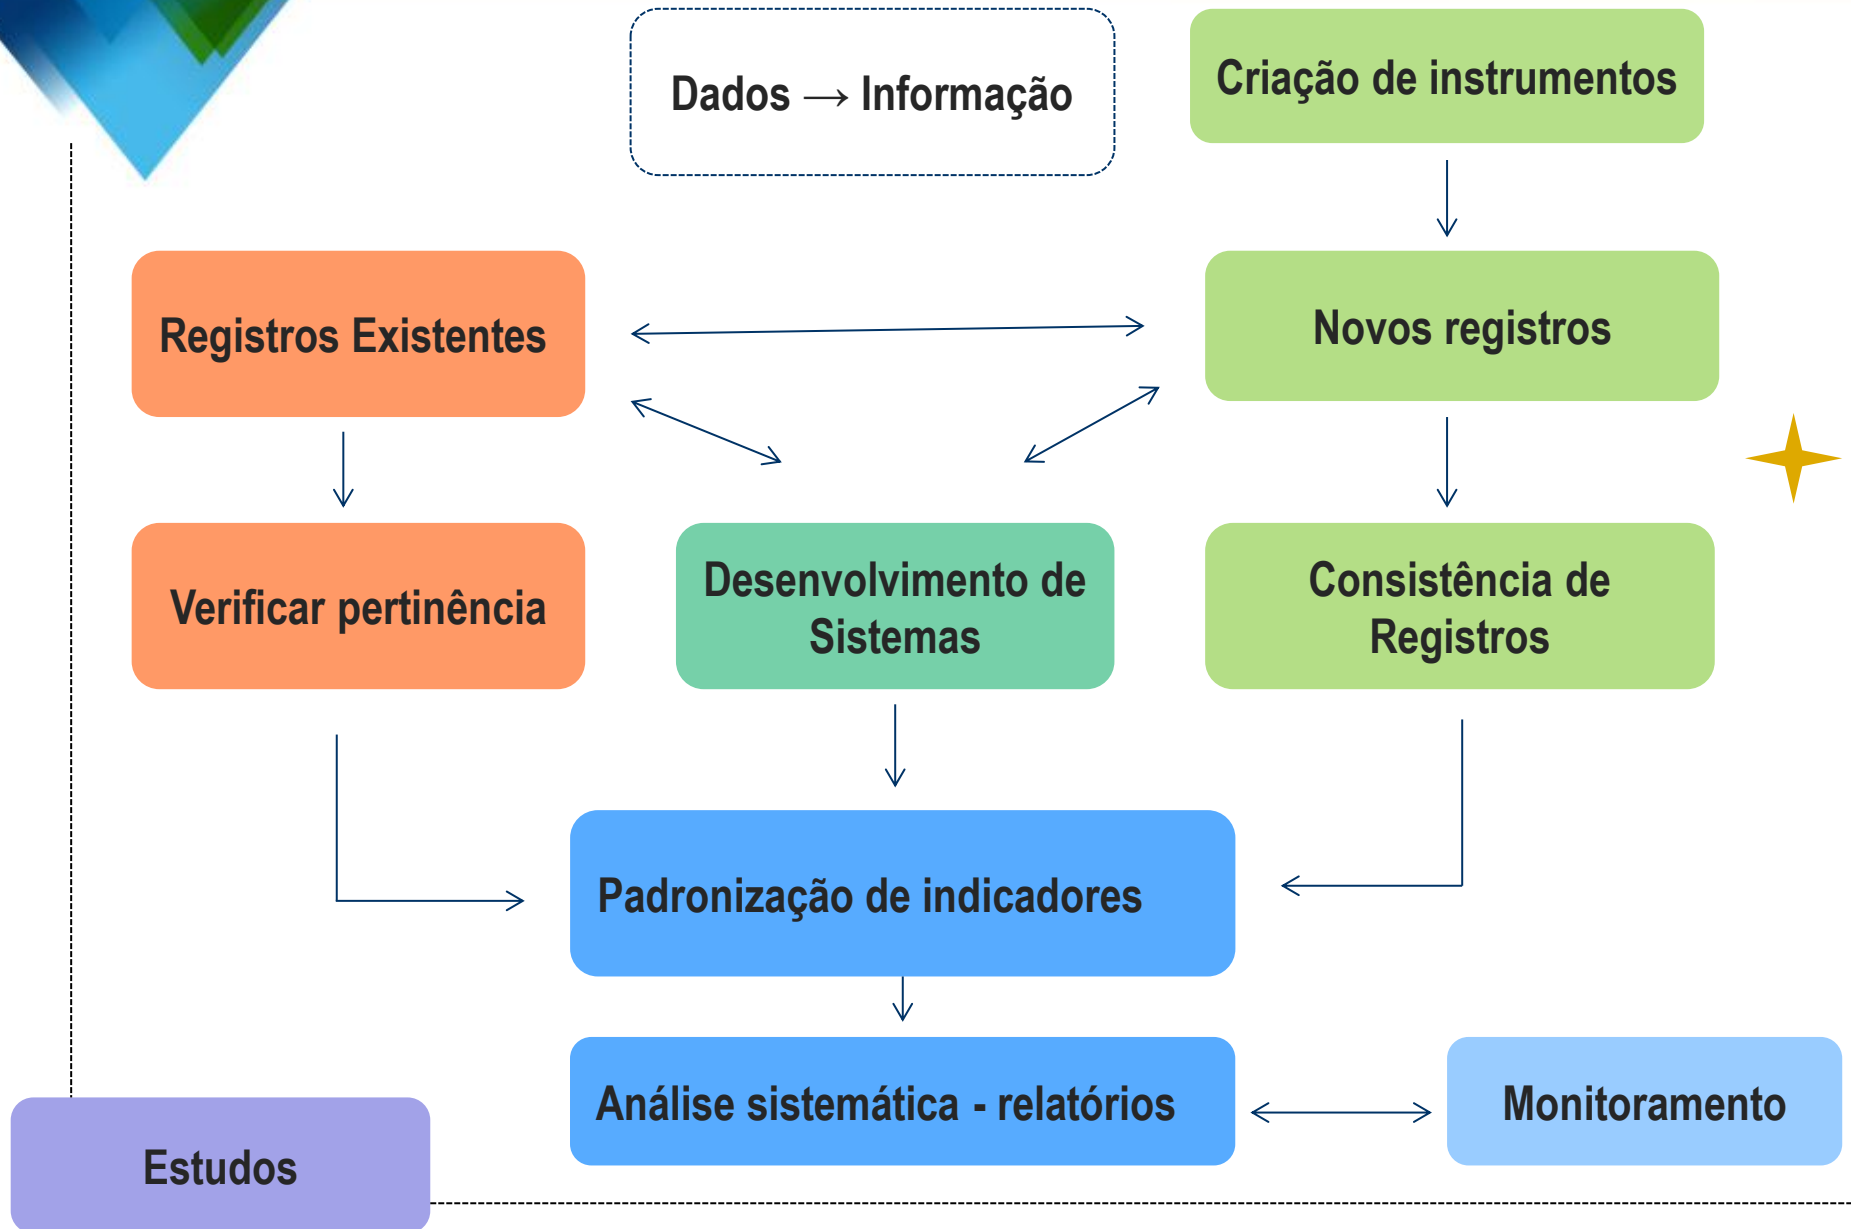 Dados → Informação
Criação de instrumentos
Registros Existentes
Novos registros
Verificar pertinência
Desenvolvimento de
Sistemas
Consistência de
Registros
Padronização de indicadores
Análise sistemática - relatórios
Monitoramento
Estudos